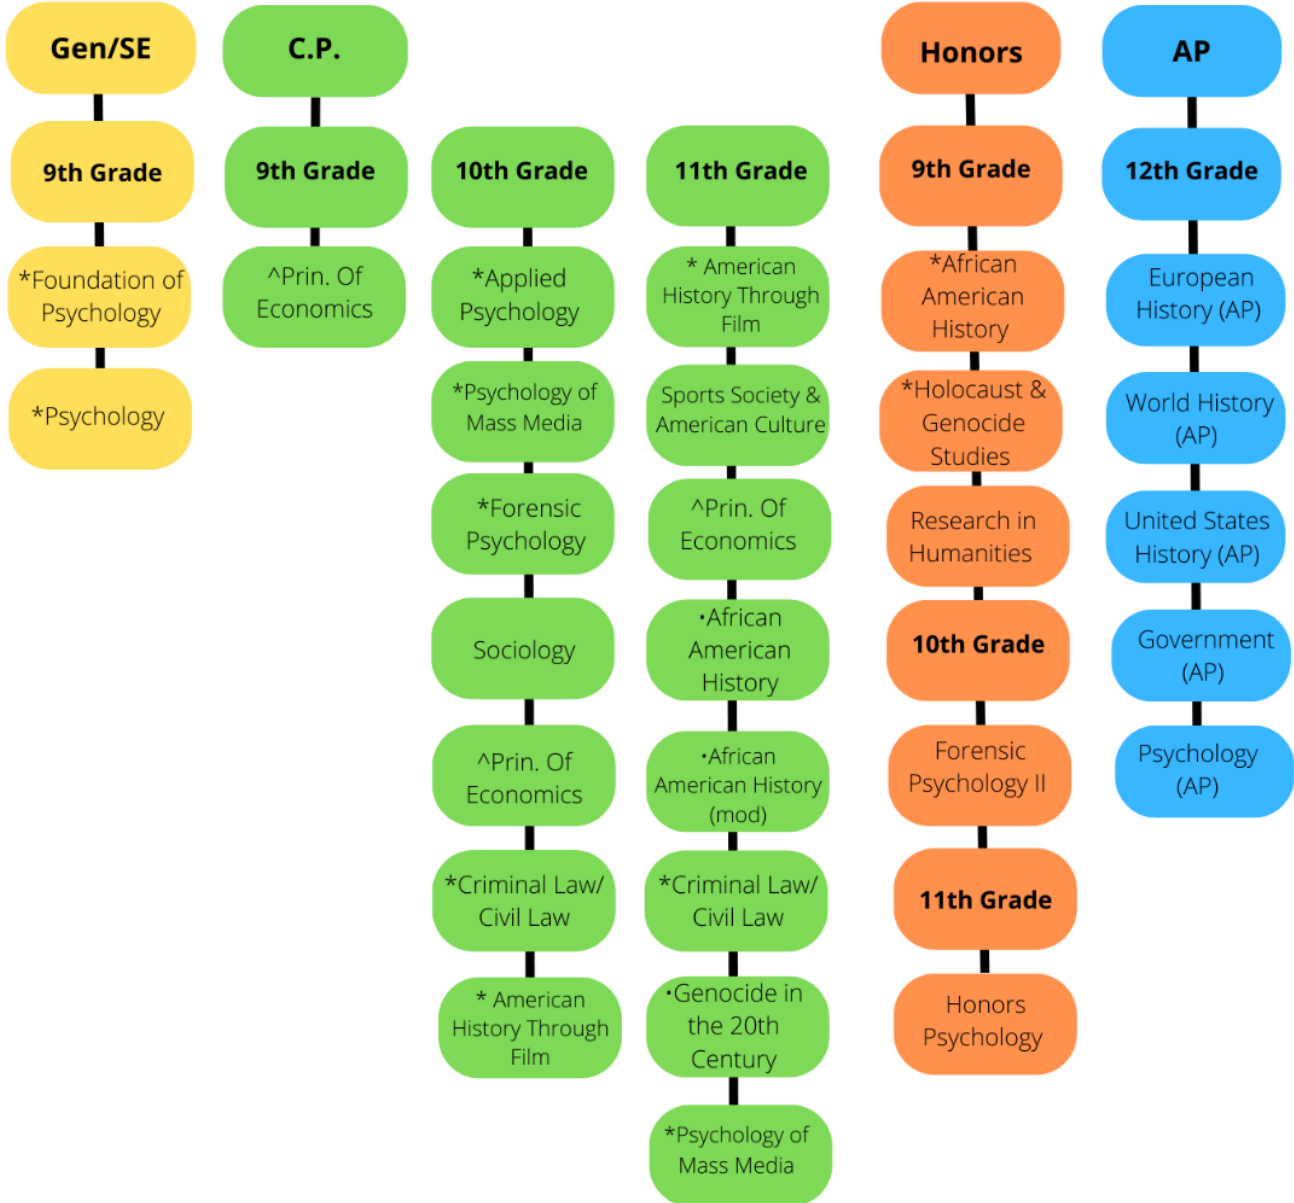 Gen/SE
9th Grade
*Foundation of
Psychology
*Psychology
C.P.
9th Grade
^Prin. Of
Economics
10th Grade
*Applied
Psychology
*Psychology of
Mass Media
*Forensic
Psychology
Sociology
^Prin. Of
Economics
*Criminal Law/
Civil Law
* American
History Through
Film
11th Grade
* American
History Through
Film
Sports Society &
American Culture
^Prin. Of
Economics
•African
American
History
•African
American History
(mod)
*Criminal Law/
Civil Law
•Genocide in
the 20th
Century
*Psychology of
Mass Media
Honors
9th Grade
*African
American
History
*Holocaust &
Genocide
Studies
Research in
Humanities
10th Grade
Forensic
Psychology II
11th Grade
Honors
Psychology
AP
12th Grade
European
History (AP)
World History
(AP)
United States
History (AP)
Government
(AP)
Psychology
(AP)